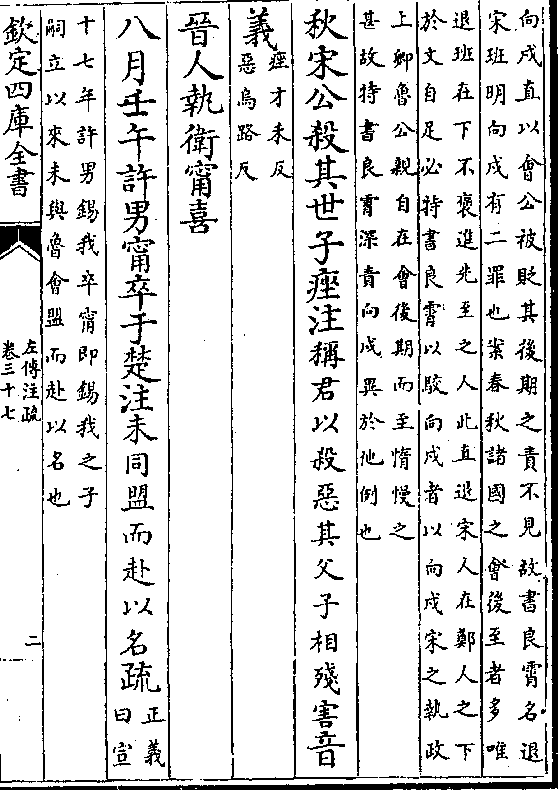 向戌直以會公被貶其後期之責不見故書良霄名退
宋班明向戌有二罪也案春秋諸國之會後至者多唯
退班在下不褒進先至之人此直退宋人在鄭人之下
於文自足必特書良霄以駮向戌者以向戌宋之執政
上卿魯公親自在會後期而至惰慢之
甚故特書良霄深責向戌異於他例也
秋宋公殺其世子痤注稱君以殺惡其父子相殘害音
義
痤才未反
惡烏路反
晉人執衛甯喜
八月壬午許男甯卒于楚注未同盟而赴以名疏
正義
曰宣
十七年許男錫我卒甯即錫我之子
嗣立以來未與魯會盟而赴以名也
欽定四庫全書
左傳注疏
卷三十七
二